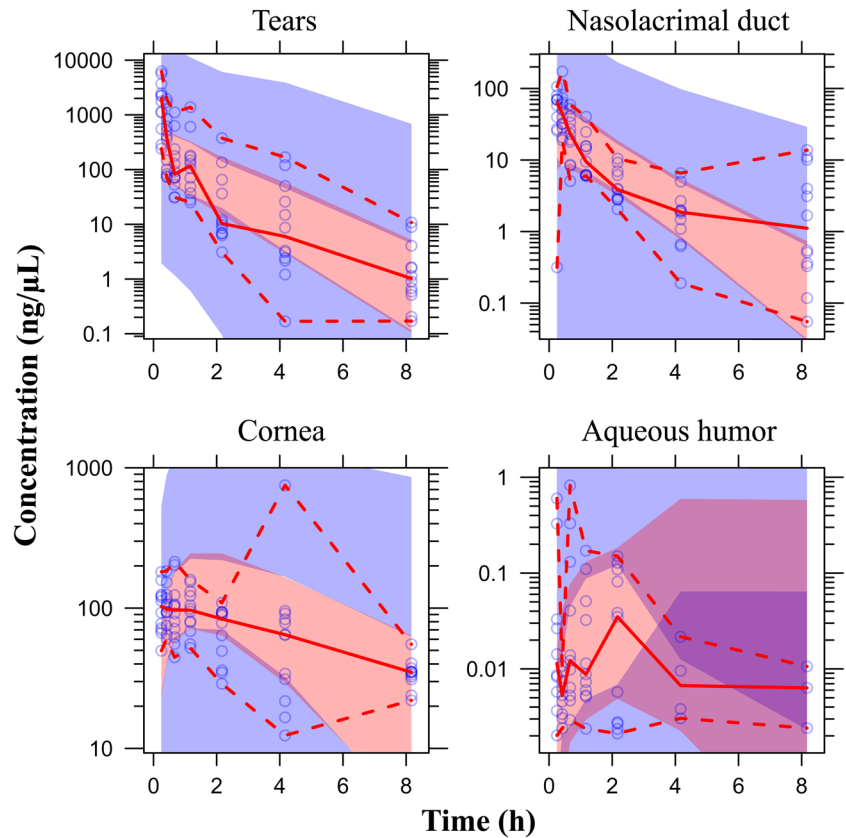 Tears
Nasolacrimal duct
Concentration (ng/µL)
10000
1000
100
10
1
0.1
0 2 4 6 8
100
10
1
0.1
0 2 4 6 8
Cornea
Aqueous humor
1000
100
10
0 2 4 6 8
1
0.1
0.01
0 2 4 6 8
Time (h)